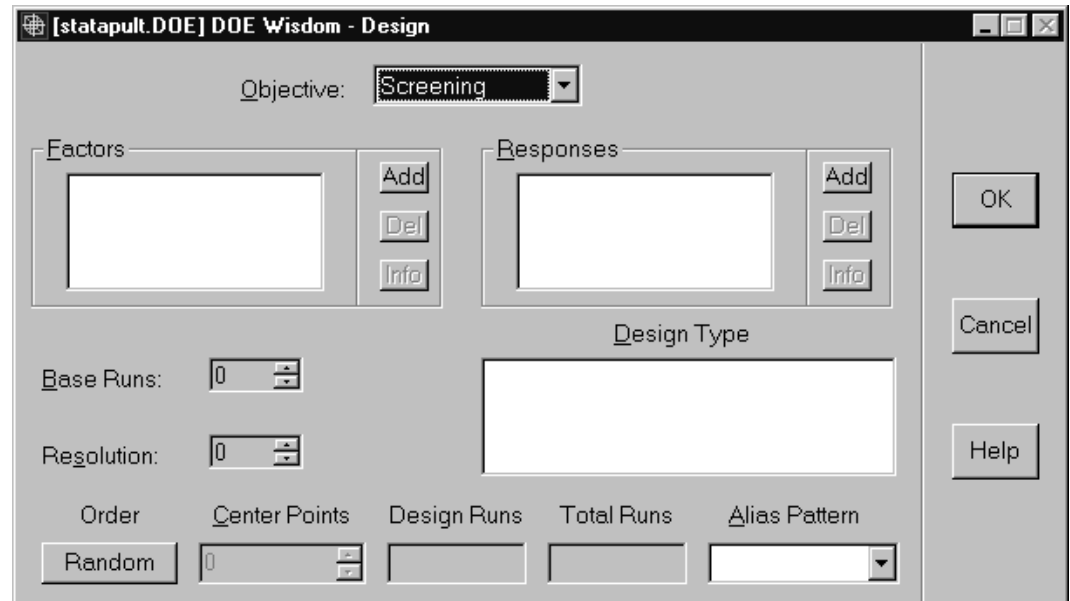 [statapult.DOE] DOE Wisdom - Design
Objective: Screening
Factors
Add
Del
Info
Responses
Add
Del
Info
OK
Cancel
Help
Design Type
Base Runs: 0
Resolution: 0
Order Center Points Design Runs Total Runs Alias Pattern
Random 0